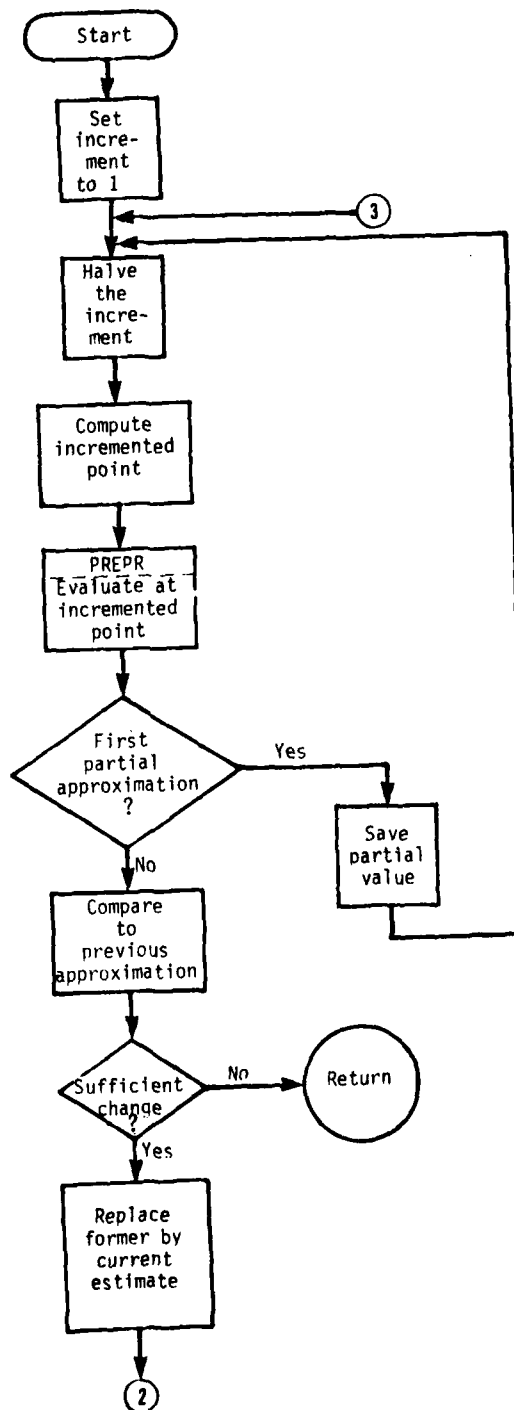 Start
Set
incre-
ment
to 1
3
Halve
the
incre-
ment
Compute
incremented
point
PREPR
Evaluate at
incremented
point
First
partial
approximation
?
Yes
Save
partial
value
No
Compare
to
previous
approximation
Sufficient
change
?
No
Return
Yes
Replace
former by
current
estimate
2